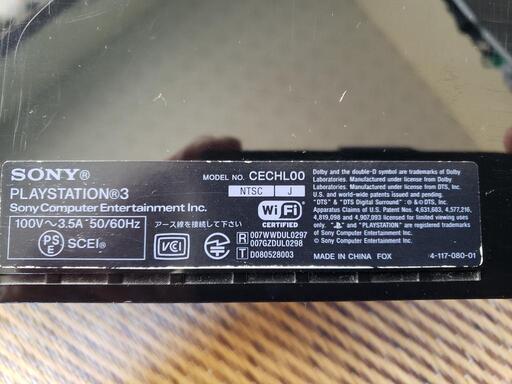 SONY®
PLAYSTATION®3
Sony Computer Entertainment Inc.
100V~3.5A 50/60Hz
PS
E
SCEI®
MODEL NO. CECHL00
NTSC J
アース線を接続して下さい
Wi Fi
CERTIFIED
VCI
R 007WWDUL0297
007GZDUL0298
T D080528003
Dolby and the double-D symbol are trademarks of Dolby
Laboratories. Manufactured under license from Dolby
Laboratories. Manufactured under license from DTS, Inc.
U.S. and world-wide patents issued and pending.
"DTS" & "DTS Digital Surround" : ® & © DTS, Inc.
Apparatus Claims of U.S. Patent Nos. 4,631,603, 4,577,216,
4,819,098 and 4,907,093 licensed for limited viewing uses
only. " " and "PLAYSTATION" are registered trademarks
of Sony Computer Entertainment Inc.
© Sony Computer Entertainment Inc.
MADE IN CHINA FOX
4-117-080-01